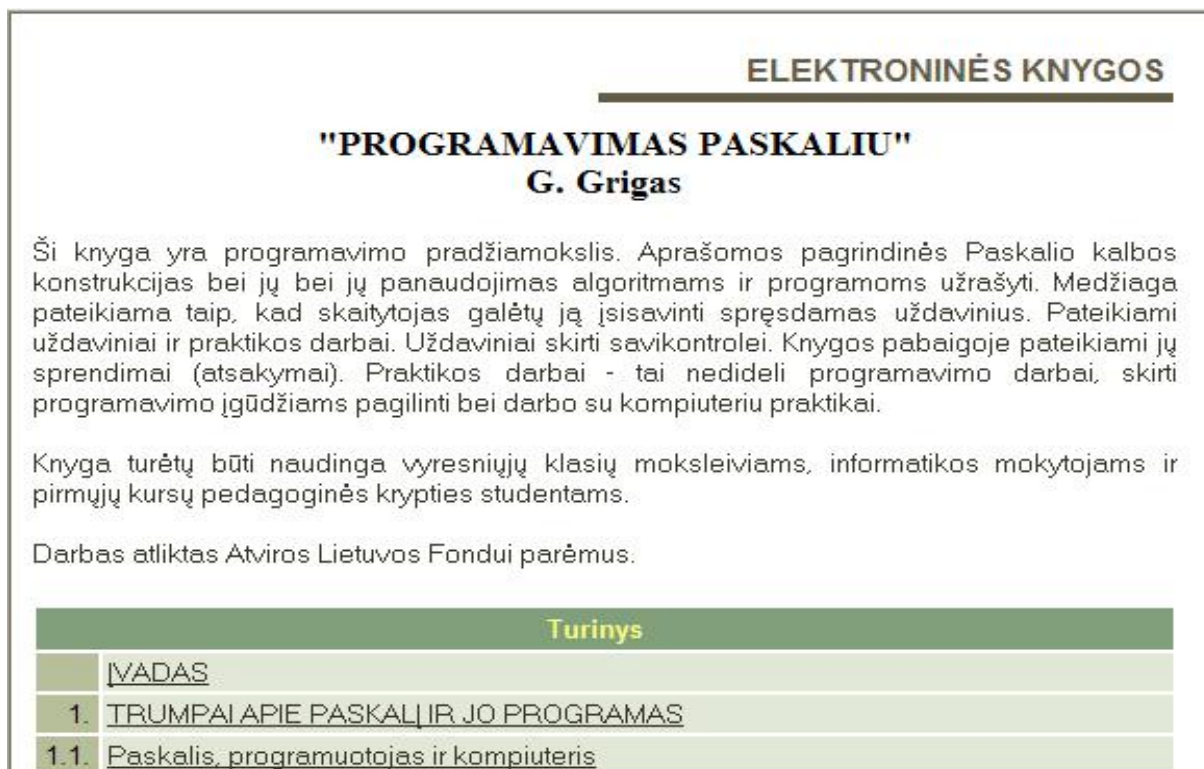 ELEKTRONINĖS KNYGOS
"PROGRAMAVIMAS PASKALIU"
G. Grigas
Ši knyga yra programavimo pradžiamokslis. Aprašomos pagrindinės Paskalio kalbos
konstrukcijas bei jų bei jų panaudojimas algoritmams ir programoms užrašyti. Medžiaga
pateikiama taip, kad skaitytojas galėtų ją įsisavinti spręsdamas uždavinius. Pateikiami
uždaviniai ir praktikos darbai. Uždaviniai skirti savikontrolei. Knygos pabaigoje pateikiami jų
sprendimai (atsakymai). Praktikos darbai - tai nedideli programavimo darbai, skirti
programavimo įgūdžiams pagilinti bei darbo su kompiuteriu praktikai.
Knyga turėtų būti naudinga vyresniųjų klasių moksleiviams, informatikos mokytojams ir
pirmųjų kursų pedagoginės krypties studentams.
Darbas atliktas Atviros Lietuvos Fondui parėmus.
Turinys
ĮVADAS
1. TRUMPAI APIE PASKALĮ IR JO PROGRAMAS
1.1. Paskalis, programuotojas ir kompiuteris